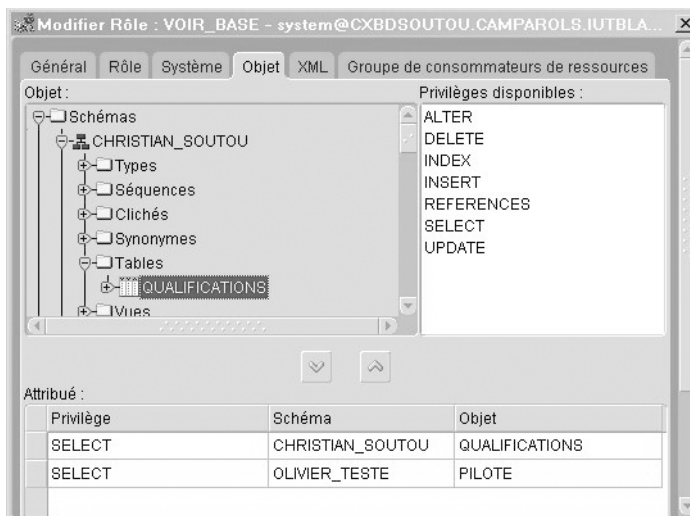 Modifier Rôle : VOIR_BASE - system@CXBDSOUTOU.CAMPAROLS.IUTBLA...
Général Rôle Système Objet XML Groupe de consommateurs de ressources
Objet :
Schémas
CHRISTIAN_SOUTOU
Types
Séquences
Clichés
Synonymes
Tables
QUALIFICATIONS
Vues
Privilèges disponibles :
ALTER
DELETE
INDEX
INSERT
REFERENCES
SELECT
UPDATE
Attribué :
Privilège Schéma Objet
SELECT CHRISTIAN_SOUTOU QUALIFICATIONS
SELECT OLIVIER_TESTE PILOTE